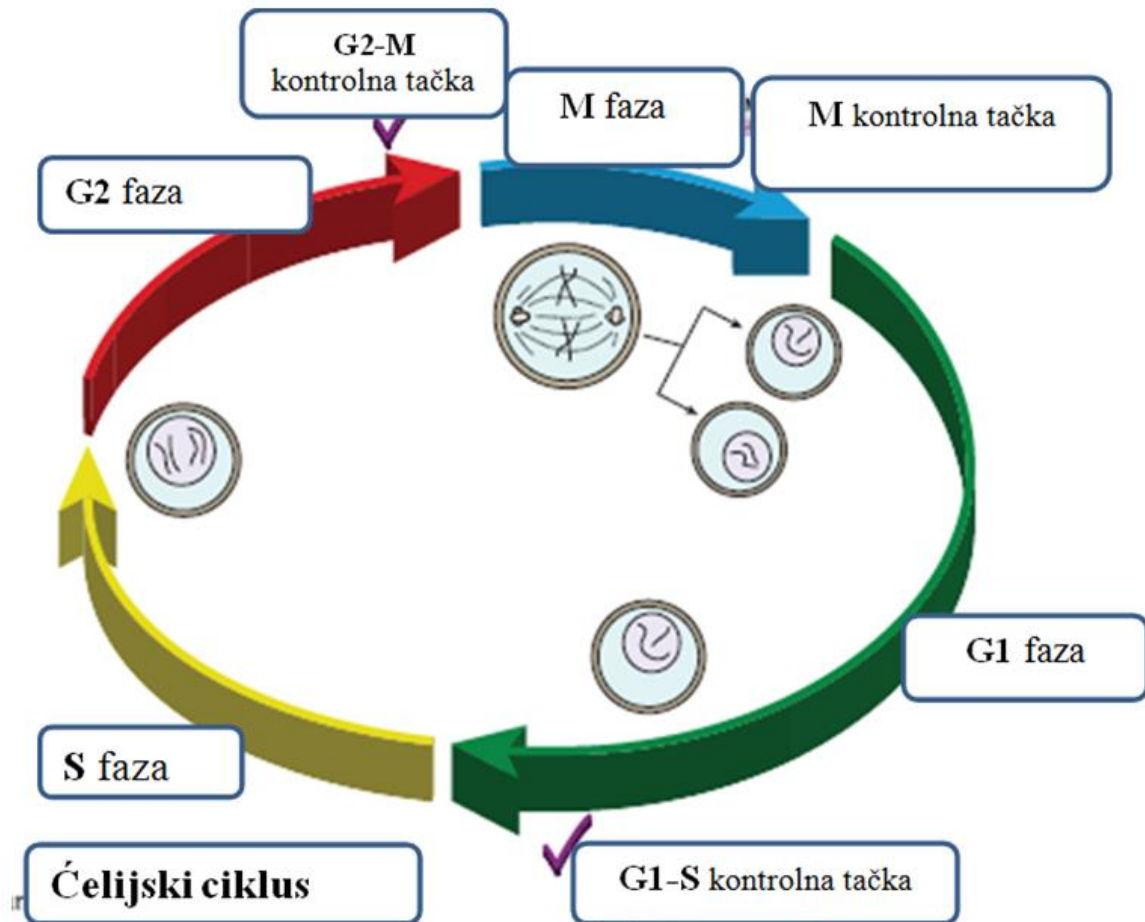 G2-M
kontrolna tačka
M faza
M kontrolna tačka
G2 faza
G1 faza
S faza
Ćelijski ciklus
G1-S kontrolna tačka